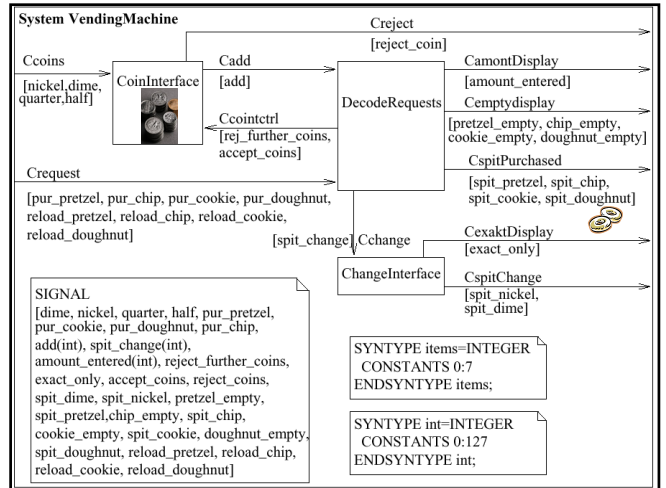 System VendingMachine
Creject
[reject_coin]
Ccoins
[nickel,dime,
quarter,half]
CoinInterface
Cadd
[add]
Ccointctrl
[rej_further_coins,
accept_coins]
DecodeRequests
CamontDisplay
[amount_entered]
Cemptydisplay
[pretzel_empty, chip_empty,
cookie_empty, doughnut_empty]
CspitPurchased
[spit_pretzel, spit_chip,
spit_cookie, spit_doughnut]
Crequest
[pur_pretzel, pur_chip, pur_cookie, pur_doughnut,
reload_pretzel, reload_chip, reload_cookie,
reload_doughnut]
[spit_change] Cchange
ChangeInterface
CexaktDisplay
[exact_only]
CspitChange
[spit_nickel,
spit_dime]
SIGNAL
[dime, nickel, quarter, half, pur_pretzel,
pur_cookie, pur_doughnut, pur_chip,
add(int), spit_change(int),
amount_entered(int), reject_further_coins,
exact_only, accept_coins, reject_coins,
spit_dime, spit_nickel, pretzel_empty,
spit_pretzel,chip_empty, spit_chip,
cookie_empty, spit_cookie, doughnut_empty,
spit_doughnut, reload_pretzel, reload_chip,
reload_cookie, reload_doughnut]
SYNTYPE items=INTEGER
CONSTANTS 0:7
ENDSYNTYPE items;
SYNTYPE int=INTEGER
CONSTANTS 0:127
ENDSYNTYPE int;